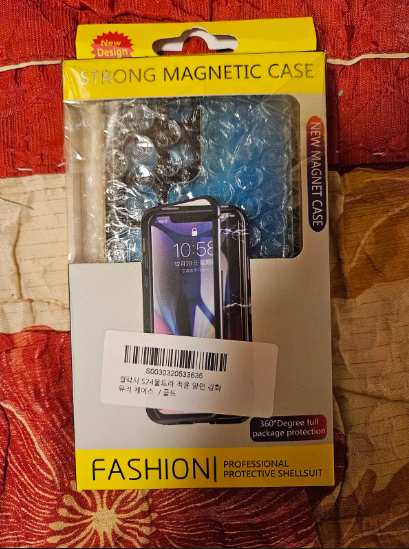 New
Design
STRONG MAGNETIC CASE
NEW MAGNET CASE
10:58
S0030320933636
갤럭시 S24울트라 적용 양면 강화
유리 케이스. / 골드
360°Degree full
package protection
FASHION|
PROFESSIONAL
PROTECTIVE SHELLSUIT